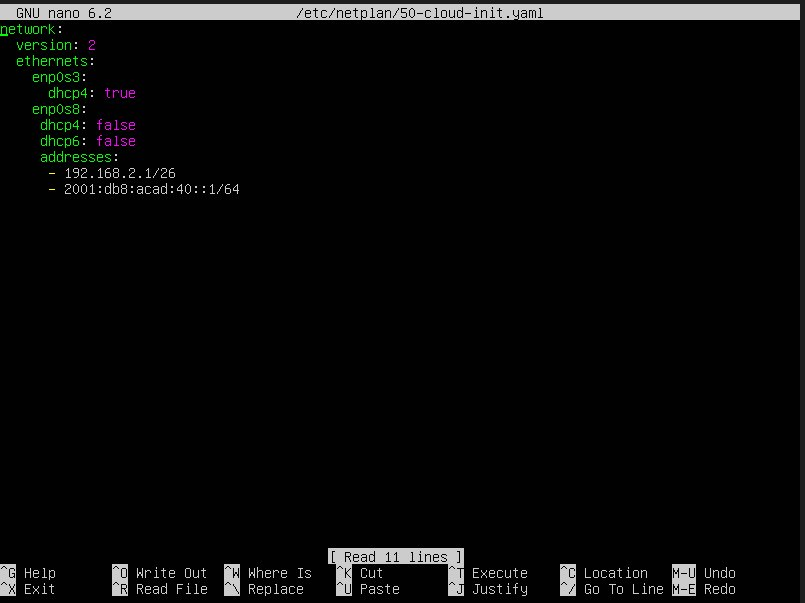 GNU nano 6.2 /etc/netplan/50-cloud-init.yaml
network:
  version: 2
  ethernets:
    enp0s3:
      dhcp4: true
    enp0s8:
     dhcp4: false
     dhcp6: false
     addresses:
      - 192.168.2.1/26
      - 2001:db8:acad:40::1/64
[ Read 11 lines ]
^G Help ^O Write Out ^W Where Is ^K Cut ^T Execute ^C Location M-U Undo
^X Exit ^R Read File ^\ Replace ^U Paste ^J Justify ^/ Go To Line M-E Redo